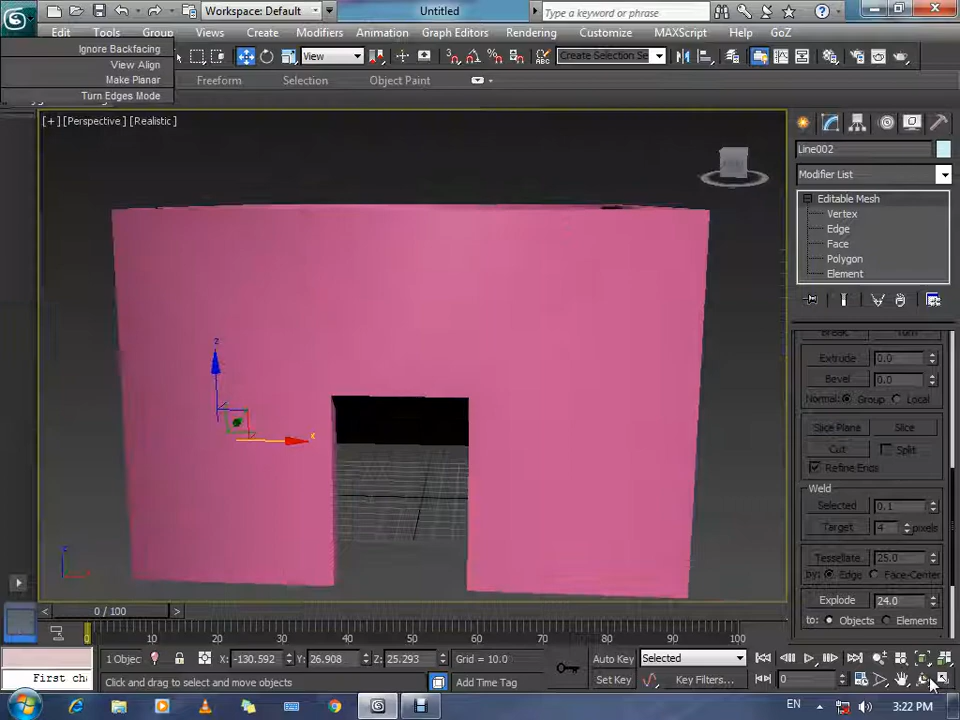 Workspace: Default
Untitled
Type a keyword or phrase
Edit Tools Group Views Create Modifiers Animation Graph Editors Rendering Customize MAXScript Help GoZ
Ignore Backfacing
View Align
Make Planar
Turn Edges Mode
View
Create Selection Se
Freeform Selection Object Paint
[+] [Perspective] [Realistic]
Line002
Modifier List
Editable Mesh
Vertex
Edge
Face
Polygon
Element
Break Turn
Extrude 0.0
Bevel 0.0
Normal: Group Local
Slice Plane Slice
Cut Split
Refine Ends
Weld
Selected 0.1
Target 4 pixels
Tessellate 25.0
by: Edge Face-Center
Explode 24.0
to: Objects Elements
z
x
0 / 100
0 10 20 30 40 50 60 70 80 90 100
1 Objec X: -130.592 Y: 26.908 Z: 25.293 Grid = 10.0 Auto Key Selected
First cha Click and drag to select and move objects Add Time Tag Set Key Key Filters... 0
EN 3:22 PM